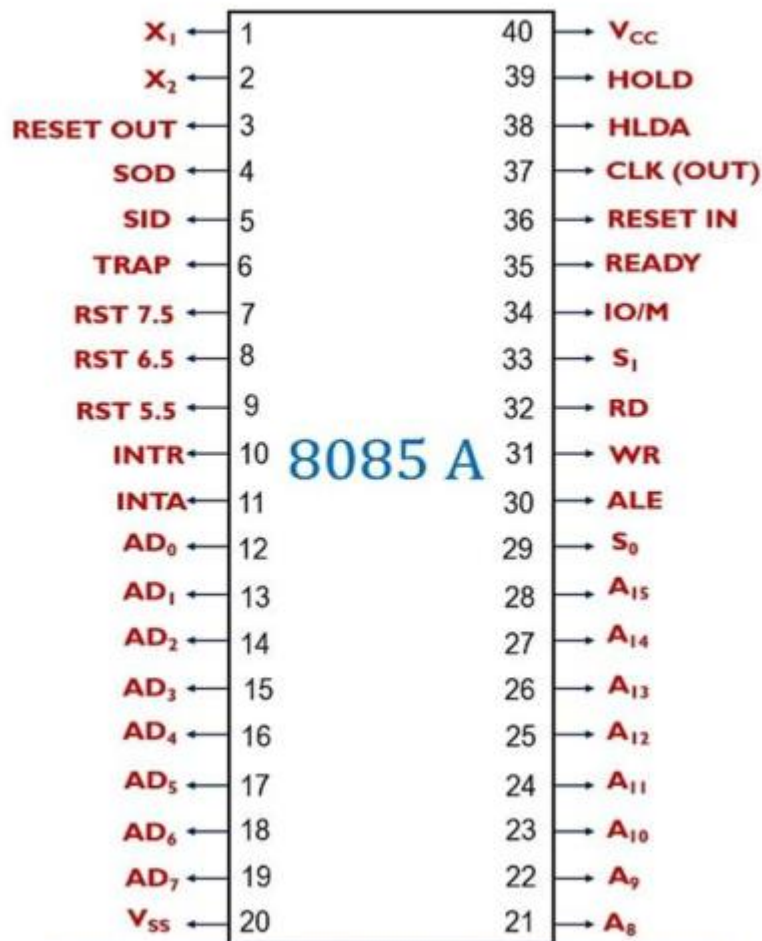 X₁ 1 40 V_CC
X₂ 2 39 HOLD
RESET OUT 3 38 HLDA
SOD 4 37 CLK (OUT)
SID 5 36 RESET IN
TRAP 6 35 READY
RST 7.5 7 34 IO/M
RST 6.5 8 33 S₁
RST 5.5 9 32 RD
INTR 10 8085 A 31 WR
INTA 11 30 ALE
AD₀ 12 29 S₀
AD₁ 13 28 A₁₅
AD₂ 14 27 A₁₄
AD₃ 15 26 A₁₃
AD₄ 16 25 A₁₂
AD₅ 17 24 A₁₁
AD₆ 18 23 A₁₀
AD₇ 19 22 A₉
V_SS 20 21 A₈